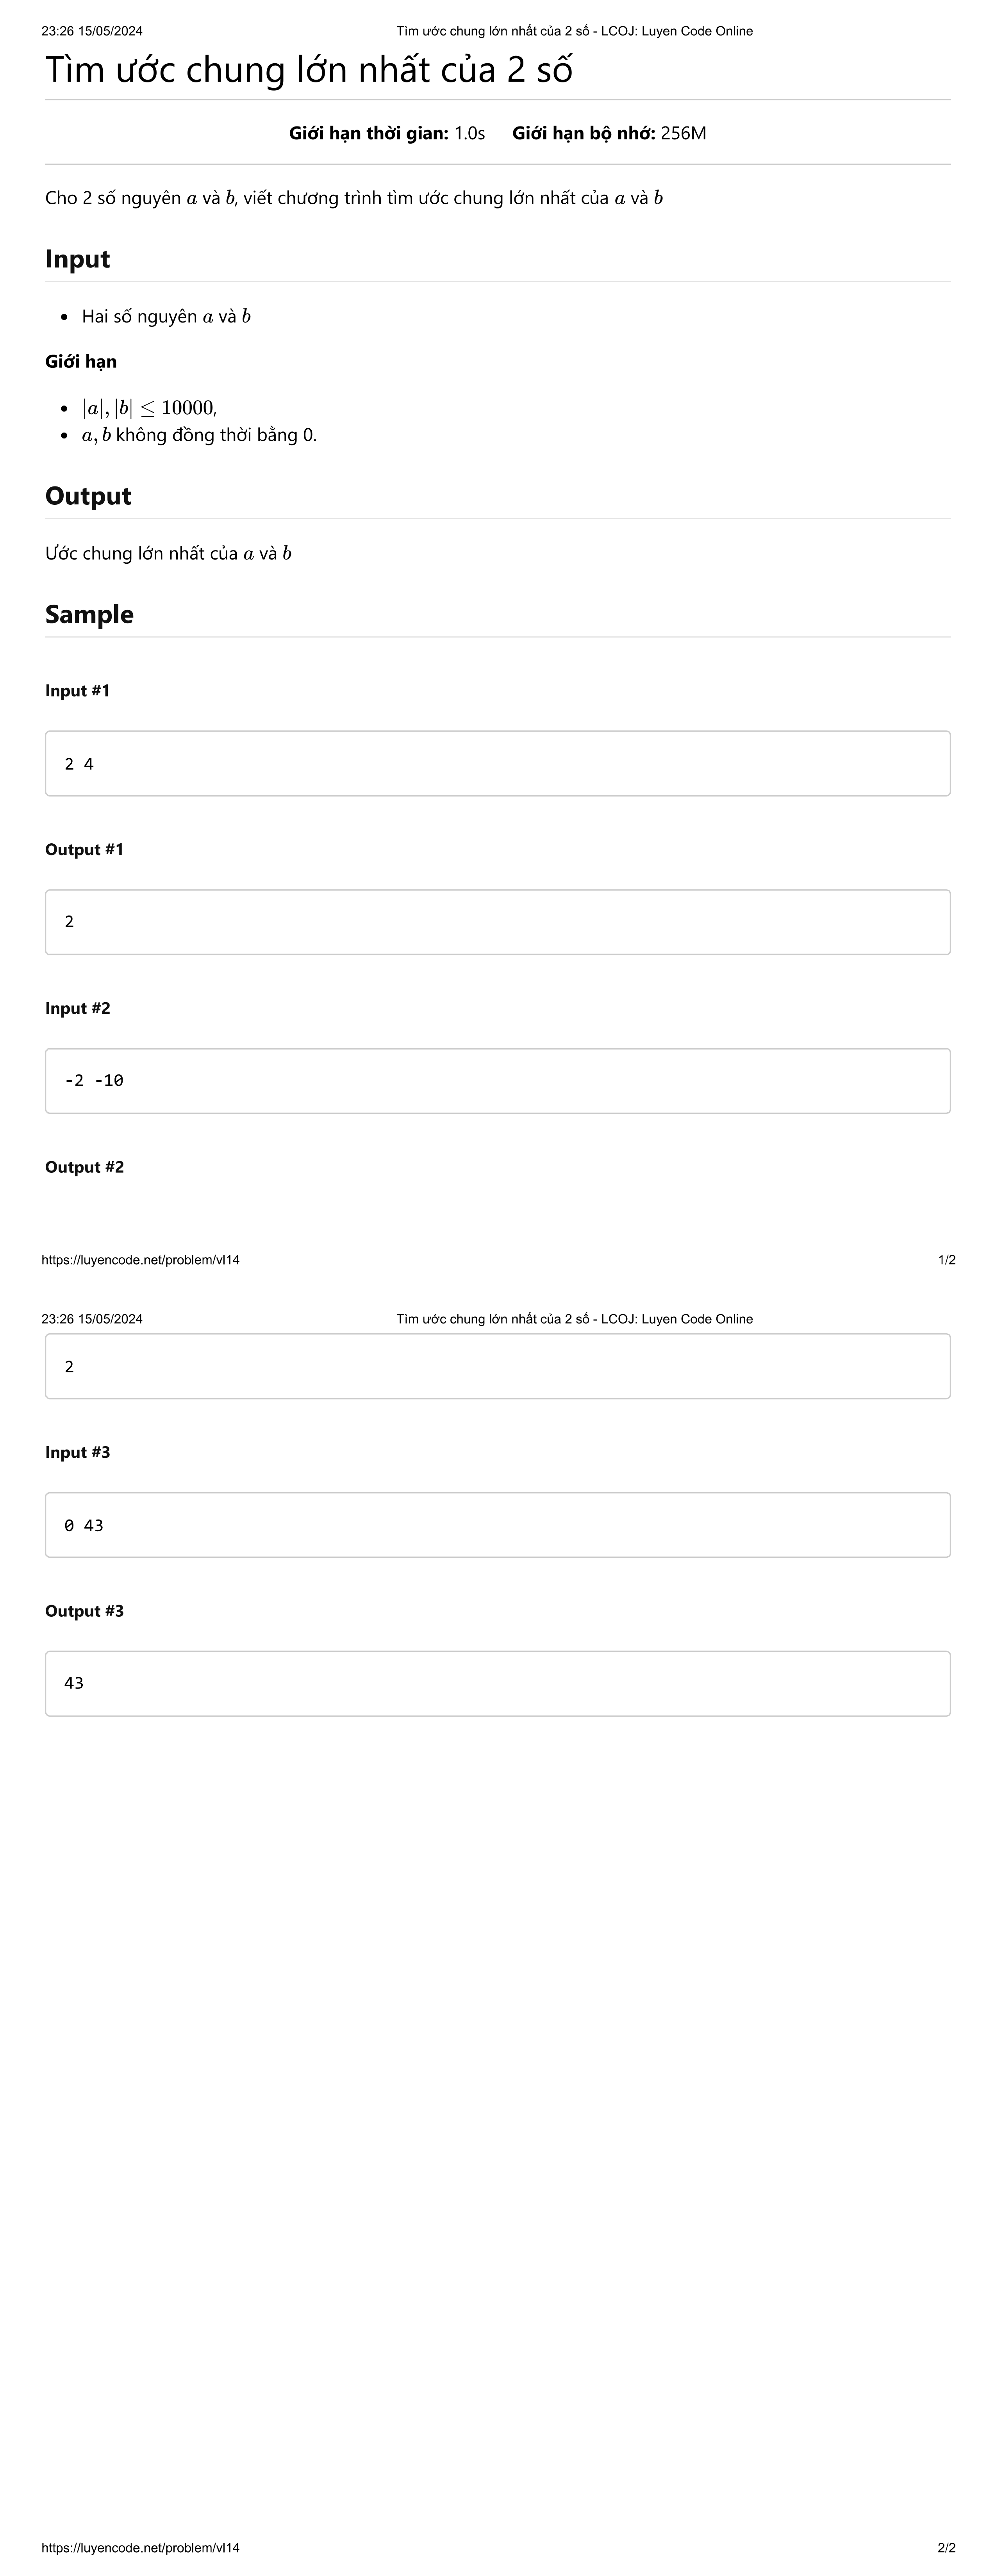 23:26 15/05/2024 Tìm ước chung lớn nhất của 2 số - LCOJ: Luyen Code Online
Tìm ước chung lớn nhất của 2 số
Giới hạn thời gian: 1.0s Giới hạn bộ nhớ: 256M
Cho 2 số nguyên a và b, viết chương trình tìm ước chung lớn nhất của a và b
Input
• Hai số nguyên a và b
Giới hạn
• |a|, |b| ≤ 10000,
• a, b không đồng thời bằng 0.
Output
Ước chung lớn nhất của a và b
Sample
Input #1
2 4
Output #1
2
Input #2
-2 -10
Output #2
https://luyencode.net/problem/vl14 1/2
23:26 15/05/2024 Tìm ước chung lớn nhất của 2 số - LCOJ: Luyen Code Online
2
Input #3
0 43
Output #3
43
https://luyencode.net/problem/vl14 2/2